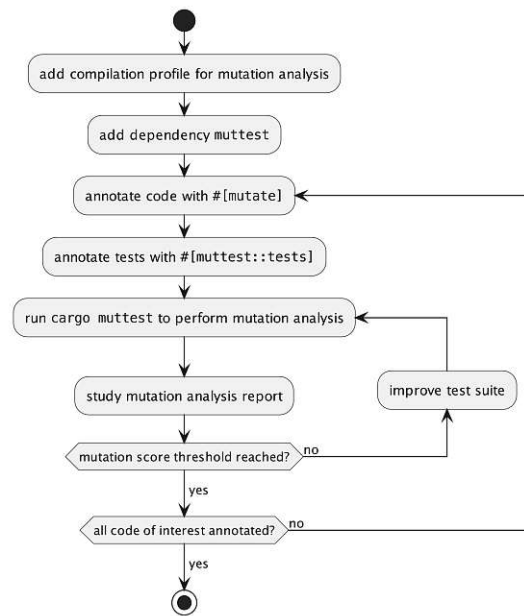 add compilation profile for mutation analysis
add dependency muttest
annotate code with #[mutate]
annotate tests with #[muttest::tests]
run cargo muttest to perform mutation analysis
study mutation analysis report
improve test suite
mutation score threshold reached?
no
yes
all code of interest annotated?
no
yes